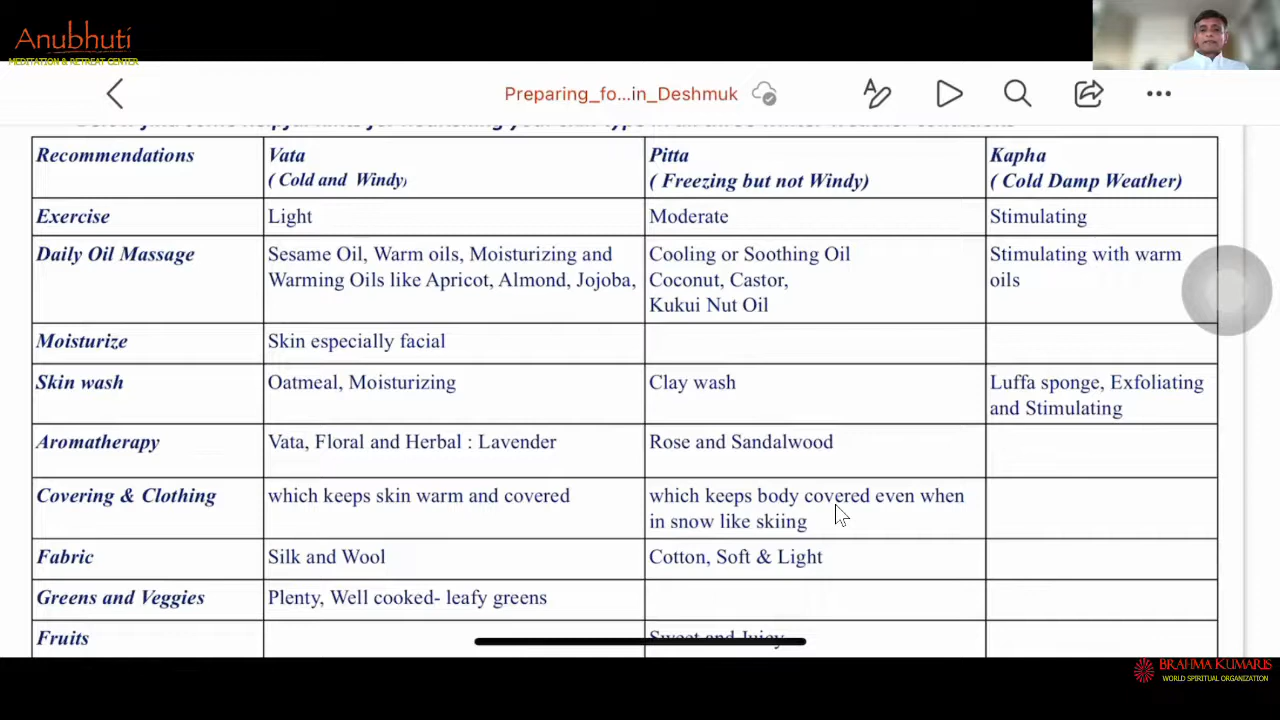 Anubhuti
MEDITATION & RETREAT CENTER
Preparing_fo...in_Deshmuk
Recommendations
Vata
( Cold and Windy)
Pitta
( Freezing but not Windy)
Kapha
( Cold Damp Weather)
Exercise
Light
Moderate
Stimulating
Daily Oil Massage
Sesame Oil, Warm oils, Moisturizing and
Warming Oils like Apricot, Almond, Jojoba,
Cooling or Soothing Oil
Coconut, Castor,
Kukui Nut Oil
Stimulating with warm
oils
Moisturize
Skin especially facial
Skin wash
Oatmeal, Moisturizing
Clay wash
Luffa sponge, Exfoliating
and Stimulating
Aromatherapy
Vata, Floral and Herbal : Lavender
Rose and Sandalwood
Covering & Clothing
which keeps skin warm and covered
which keeps body covered even when
in snow like skiing
Fabric
Silk and Wool
Cotton, Soft & Light
Greens and Veggies
Plenty, Well cooked- leafy greens
Fruits
Sweet and Juicy
BRAHMA KUMARIS
WORLD SPIRITUAL ORGANIZATION